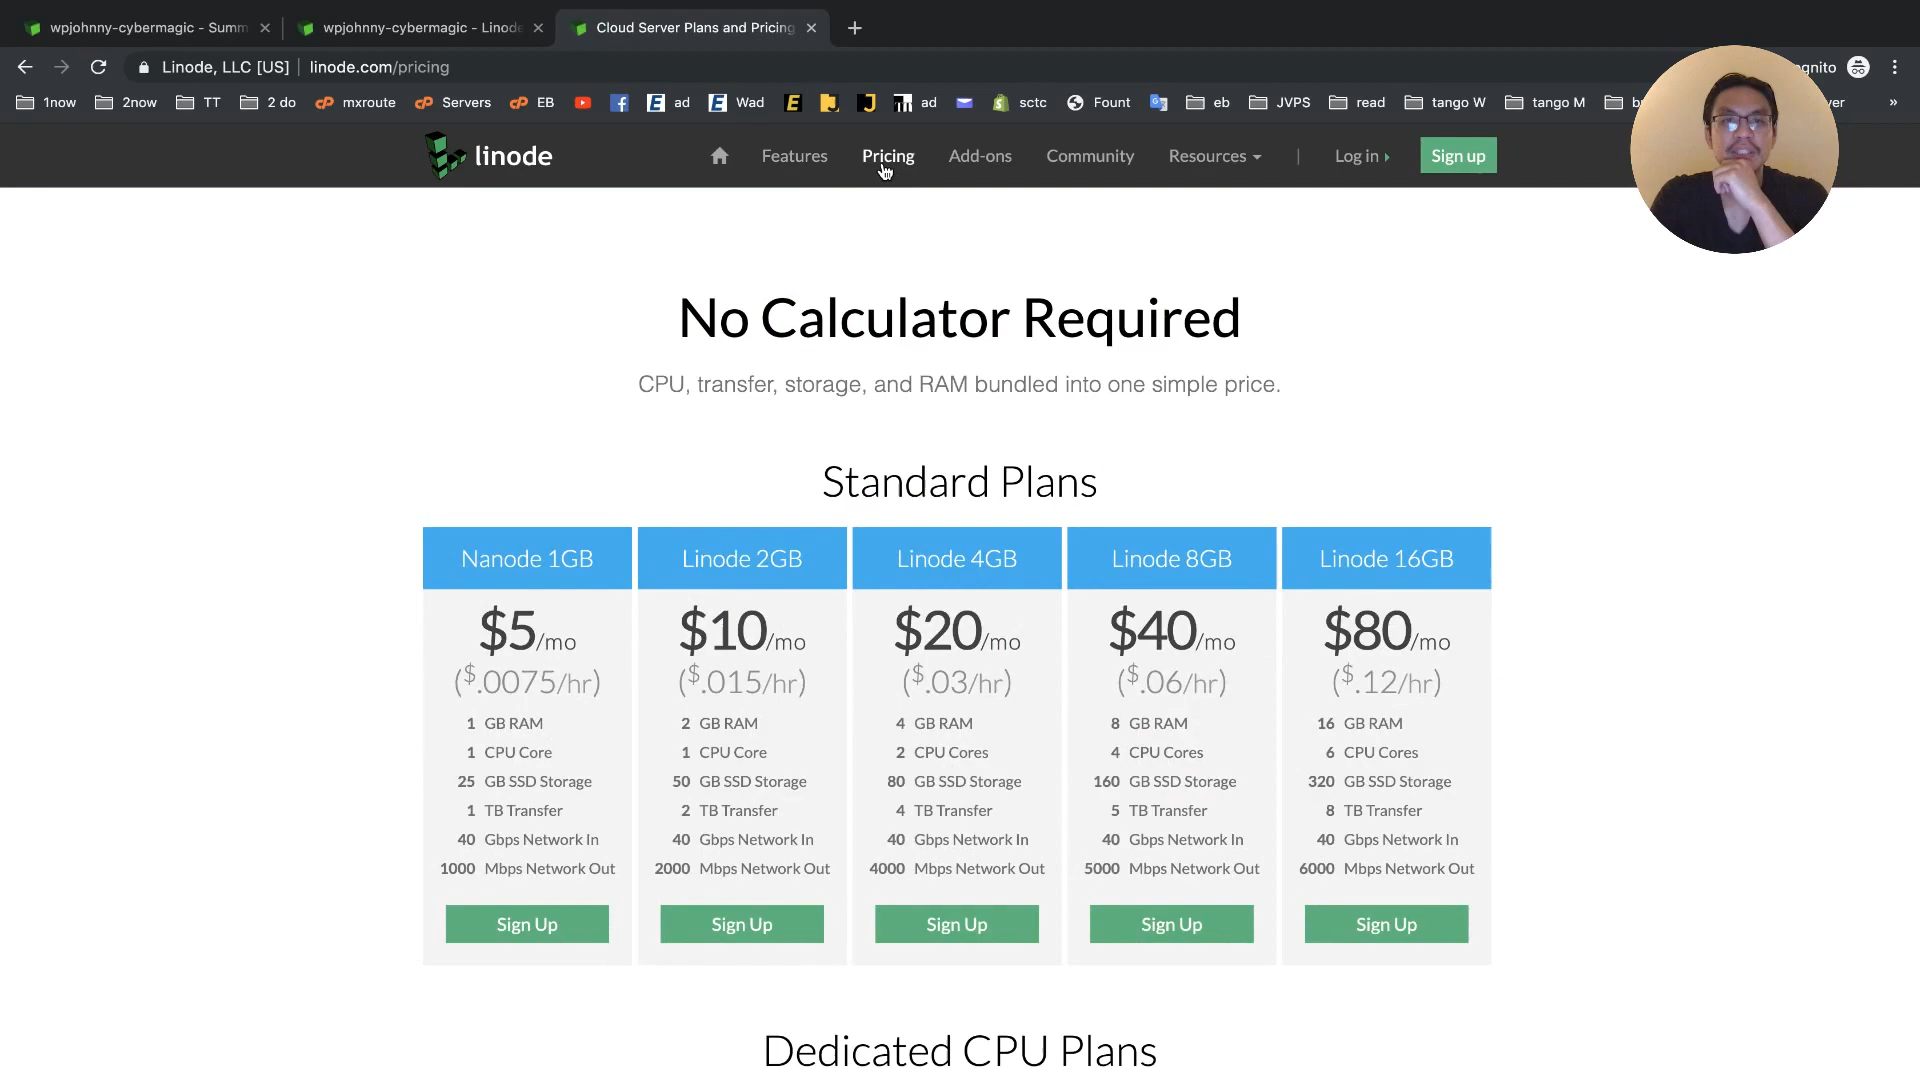 wpjohnny-cybermagic - Summ
wpjohnny-cybermagic - Linode
Cloud Server Plans and Pricing
Linode, LLC [US] | linode.com/pricing
gnito
1now 2now TT 2 do mxroute Servers EB ad Wad ad sctc Fount eb JVPS read tango W tango M b ver »
linode Features Pricing Add-ons Community Resources | Log in Sign up
No Calculator Required
CPU, transfer, storage, and RAM bundled into one simple price.
Standard Plans
Nanode 1GB
$5/mo
($.0075/hr)
1 GB RAM
1 CPU Core
25 GB SSD Storage
1 TB Transfer
40 Gbps Network In
1000 Mbps Network Out
Sign Up
Linode 2GB
$10/mo
($.015/hr)
2 GB RAM
1 CPU Core
50 GB SSD Storage
2 TB Transfer
40 Gbps Network In
2000 Mbps Network Out
Sign Up
Linode 4GB
$20/mo
($.03/hr)
4 GB RAM
2 CPU Cores
80 GB SSD Storage
4 TB Transfer
40 Gbps Network In
4000 Mbps Network Out
Sign Up
Linode 8GB
$40/mo
($.06/hr)
8 GB RAM
4 CPU Cores
160 GB SSD Storage
5 TB Transfer
40 Gbps Network In
5000 Mbps Network Out
Sign Up
Linode 16GB
$80/mo
($.12/hr)
16 GB RAM
6 CPU Cores
320 GB SSD Storage
8 TB Transfer
40 Gbps Network In
6000 Mbps Network Out
Sign Up
Dedicated CPU Plans